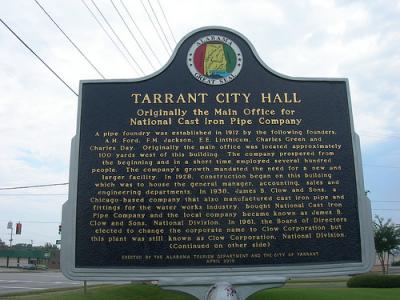 ALABAMA
GREAT SEAL
TARRANT CITY HALL
Originally the Main Office for
National Cast Iron Pipe Company
A pipe foundry was established in 1912 by the following founders,
A.H. Ford, F.M. Jackson, E.E. Linthicum, Charles Green and
Charles Day. Originally the main office was located approximately
100 yards west of this building. The company prospered from
the beginning and in a short time employed several hundred
people. The company's growth mandated the need for a new and
larger facility. In 1928, construction began on this building
which was to house the general manager, accounting, sales and
engineering departments. In 1930, James B. Clow and Sons, a
Chicago-based company that also manufactured cast iron pipe and
fittings for the water works industry, bought National Cast Iron
Pipe Company and the local company became known as James B.
Clow and Sons, National Division. In 1961, the Board of Directors
elected to change the corporate name to Clow Corporation but
this plant was still known as Clow Corporation, National Division.
(Continued on other side)
ERECTED BY THE ALABAMA TOURISM DEPARTMENT AND THE CITY OF TARRANT
APRIL 2010